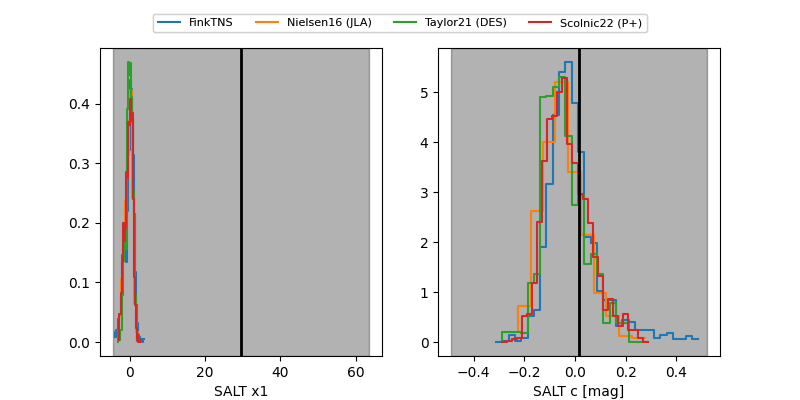 FinkTNS Nielsen16 (JLA) Taylor21 (DES) Scolnic22 (P+)
0.4
0.3
0.2
0.1
0.0
0 20 40 60
SALT x1
5
4
3
2
1
0
−0.4 −0.2 0.0 0.2 0.4
SALT c [mag]